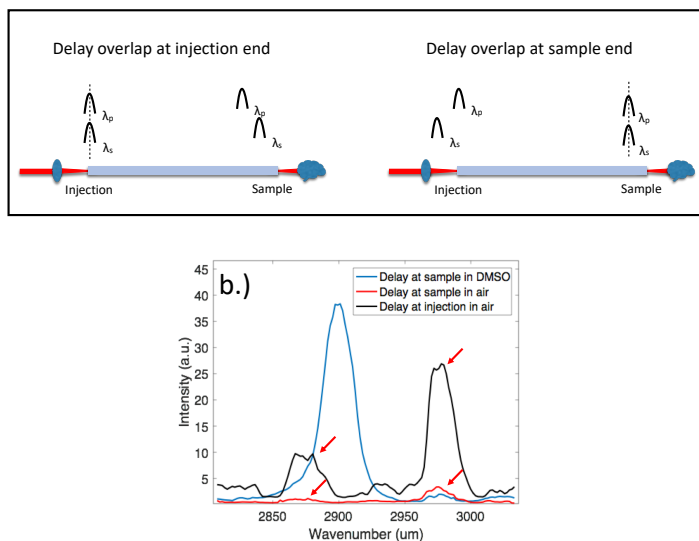 Delay overlap at injection end
Delay overlap at sample end
λp
λs
λp
λs
λp
λs
λp
λs
Injection
Sample
Injection
Sample
b.)
Delay at sample in DMSO
Delay at sample in air
Delay at injection in air
Intensity (a.u.)
45
40
35
30
25
20
15
10
5
2850
2900
2950
3000
Wavenumber (um)